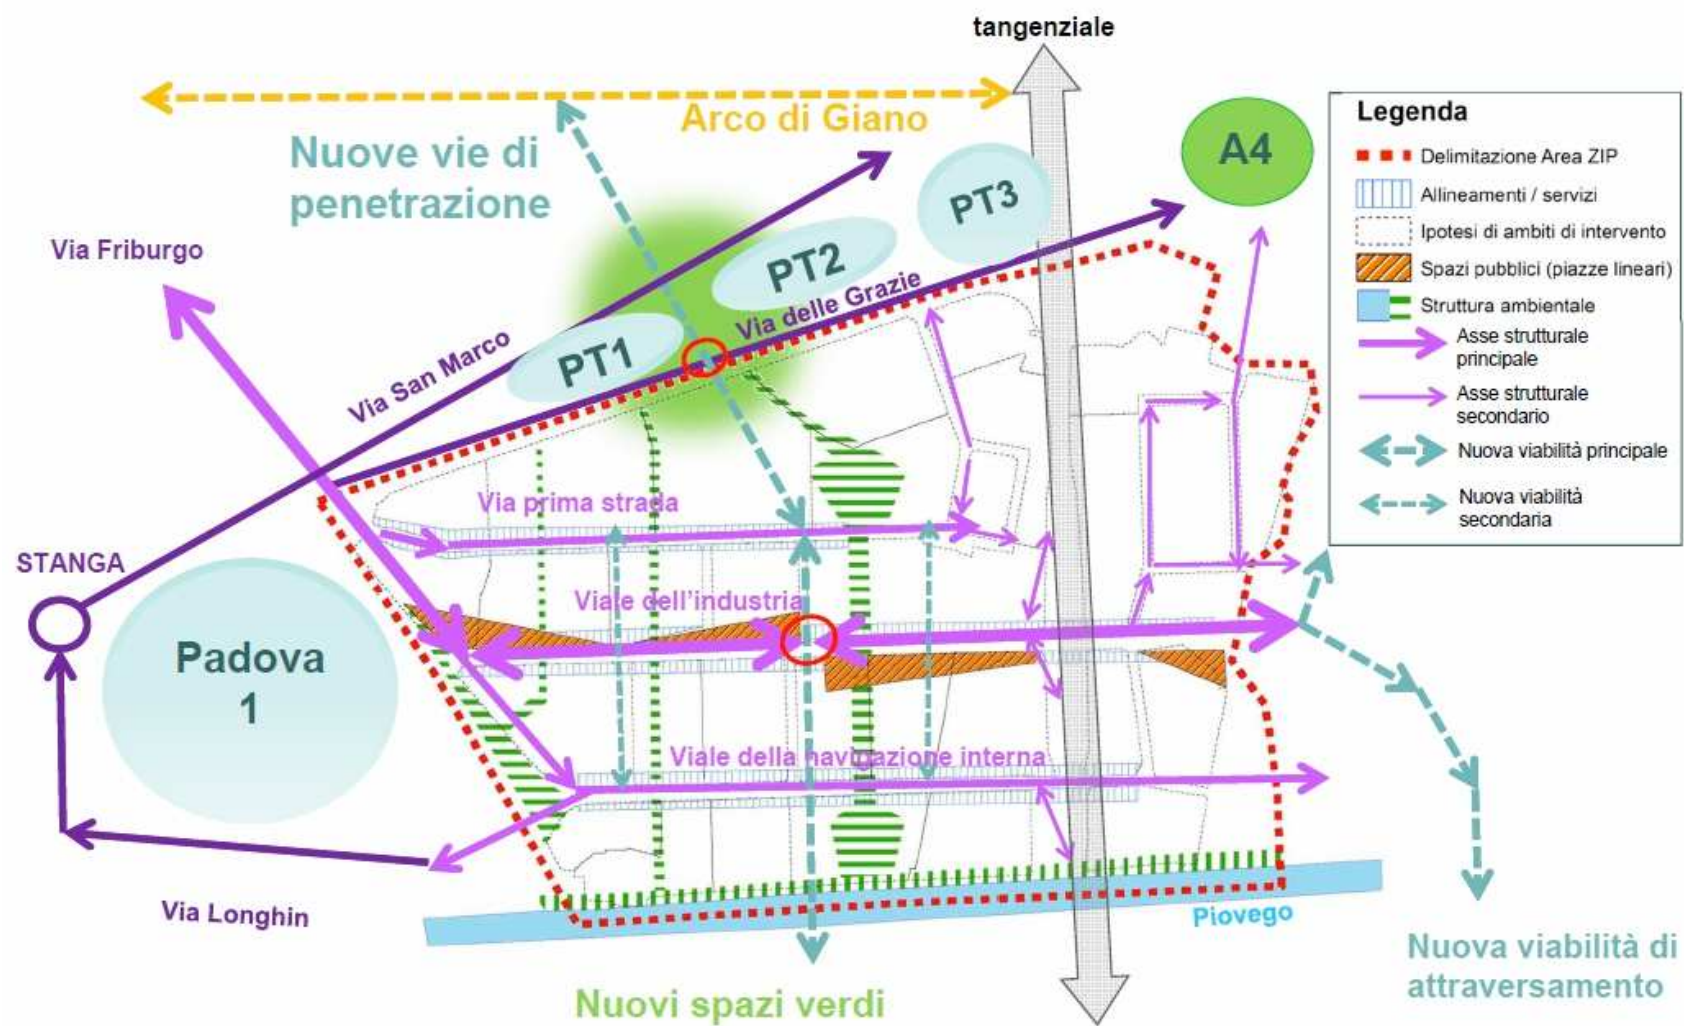 tangenziale
Arco di Giano
Nuove vie di
penetrazione
A4
PT3
PT2
PT1
Via Friburgo
Via San Marco
Via delle Grazie
Via prima strada
STANGA
Padova
1
Viale dell'industria
Viale della navigazione interna
Via Longhin
Piovego
Nuovi spazi verdi
Nuova viabilità di
attraversamento
Legenda
Delimitazione Area ZIP
Allineamenti / servizi
Ipotesi di ambiti di intervento
Spazi pubblici (piazze lineari)
Struttura ambientale
Asse strutturale
principale
Asse strutturale
secondario
Nuova viabilità principale
Nuova viabilità
secondaria